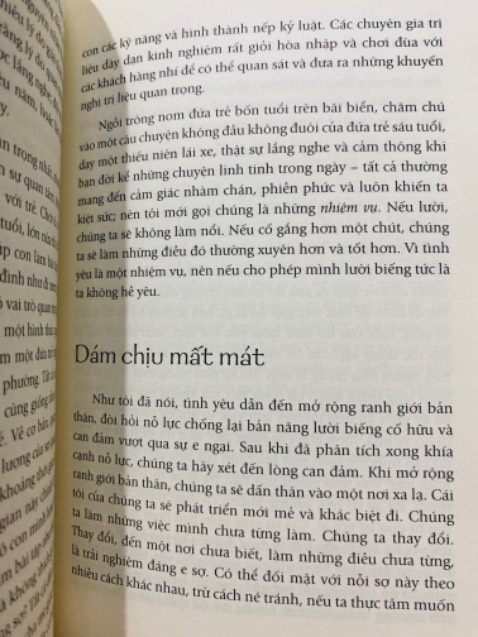 con các kỹ năng và hình thành nếp kỷ luật. Các chuyên gia trị
liệu dày dạn kinh nghiệm rất giỏi hòa nhập và chơi đùa với
các khách hàng nhí để có thể quan sát và đưa ra những khuyến
nghị trị liệu quan trọng.
Ngồi trông nom đứa trẻ bốn tuổi trên bãi biển, chăm chú
vào một câu chuyện không đầu không đuôi của đứa trẻ sáu tuổi,
dạy một thiếu niên lái xe, thật sự lắng nghe và cảm thông khi
bạn đời kể những chuyện linh tinh trong ngày – tất cả thường
mang đến cảm giác nhàm chán, phiền phức và luôn khiến ta
kiệt sức; nên tôi mới gọi chúng là những nhiệm vụ. Nếu lười,
chúng ta sẽ không làm nổi. Nếu cố gắng hơn một chút, chúng
ta sẽ làm những điều đó thường xuyên hơn và tốt hơn. Vì tình
yêu là một nhiệm vụ, nên nếu cho phép mình lười biếng tức là
ta không hề yêu.
Dám chịu mất mát
Như tôi đã nói, tình yêu dẫn đến mở rộng ranh giới bản
thân, đòi hỏi nỗ lực chống lại bản năng lười biếng cố hữu và
can đảm vượt qua sự e ngại. Sau khi đã phân tích xong khía
cạnh nỗ lực, chúng ta hãy xét đến lòng can đảm. Khi mở rộng
ranh giới bản thân, chúng ta sẽ dấn thân vào một nơi xa lạ. Cái
tôi của chúng ta sẽ phát triển mới mẻ và khác biệt đi. Chúng
ta làm những việc mình chưa từng làm. Chúng ta thay đổi.
Thay đổi, đến một nơi chưa biết, làm những điều chưa từng,
là trải nghiệm đáng e sợ. Có thể đối mặt với nỗi sợ này theo
nhiều cách khác nhau, trừ cách né tránh, nếu ta thực tâm muốn